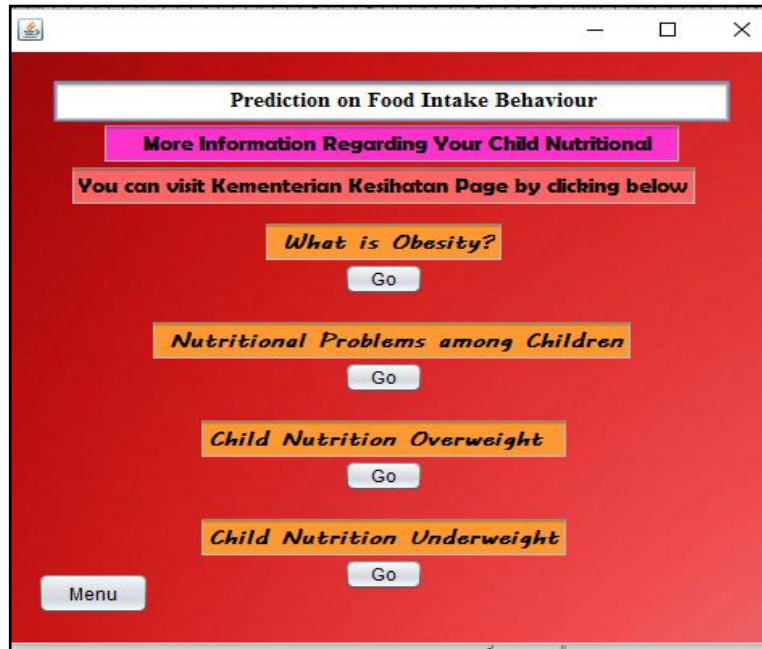 Prediction on Food Intake Behaviour
More Information Regarding Your Child Nutritional
You can visit Kementerian Kesihatan Page by clicking below
What is Obesity?
Go
Nutritional Problems among Children
Go
Child Nutrition Overweight
Go
Child Nutrition Underweight
Go
Menu